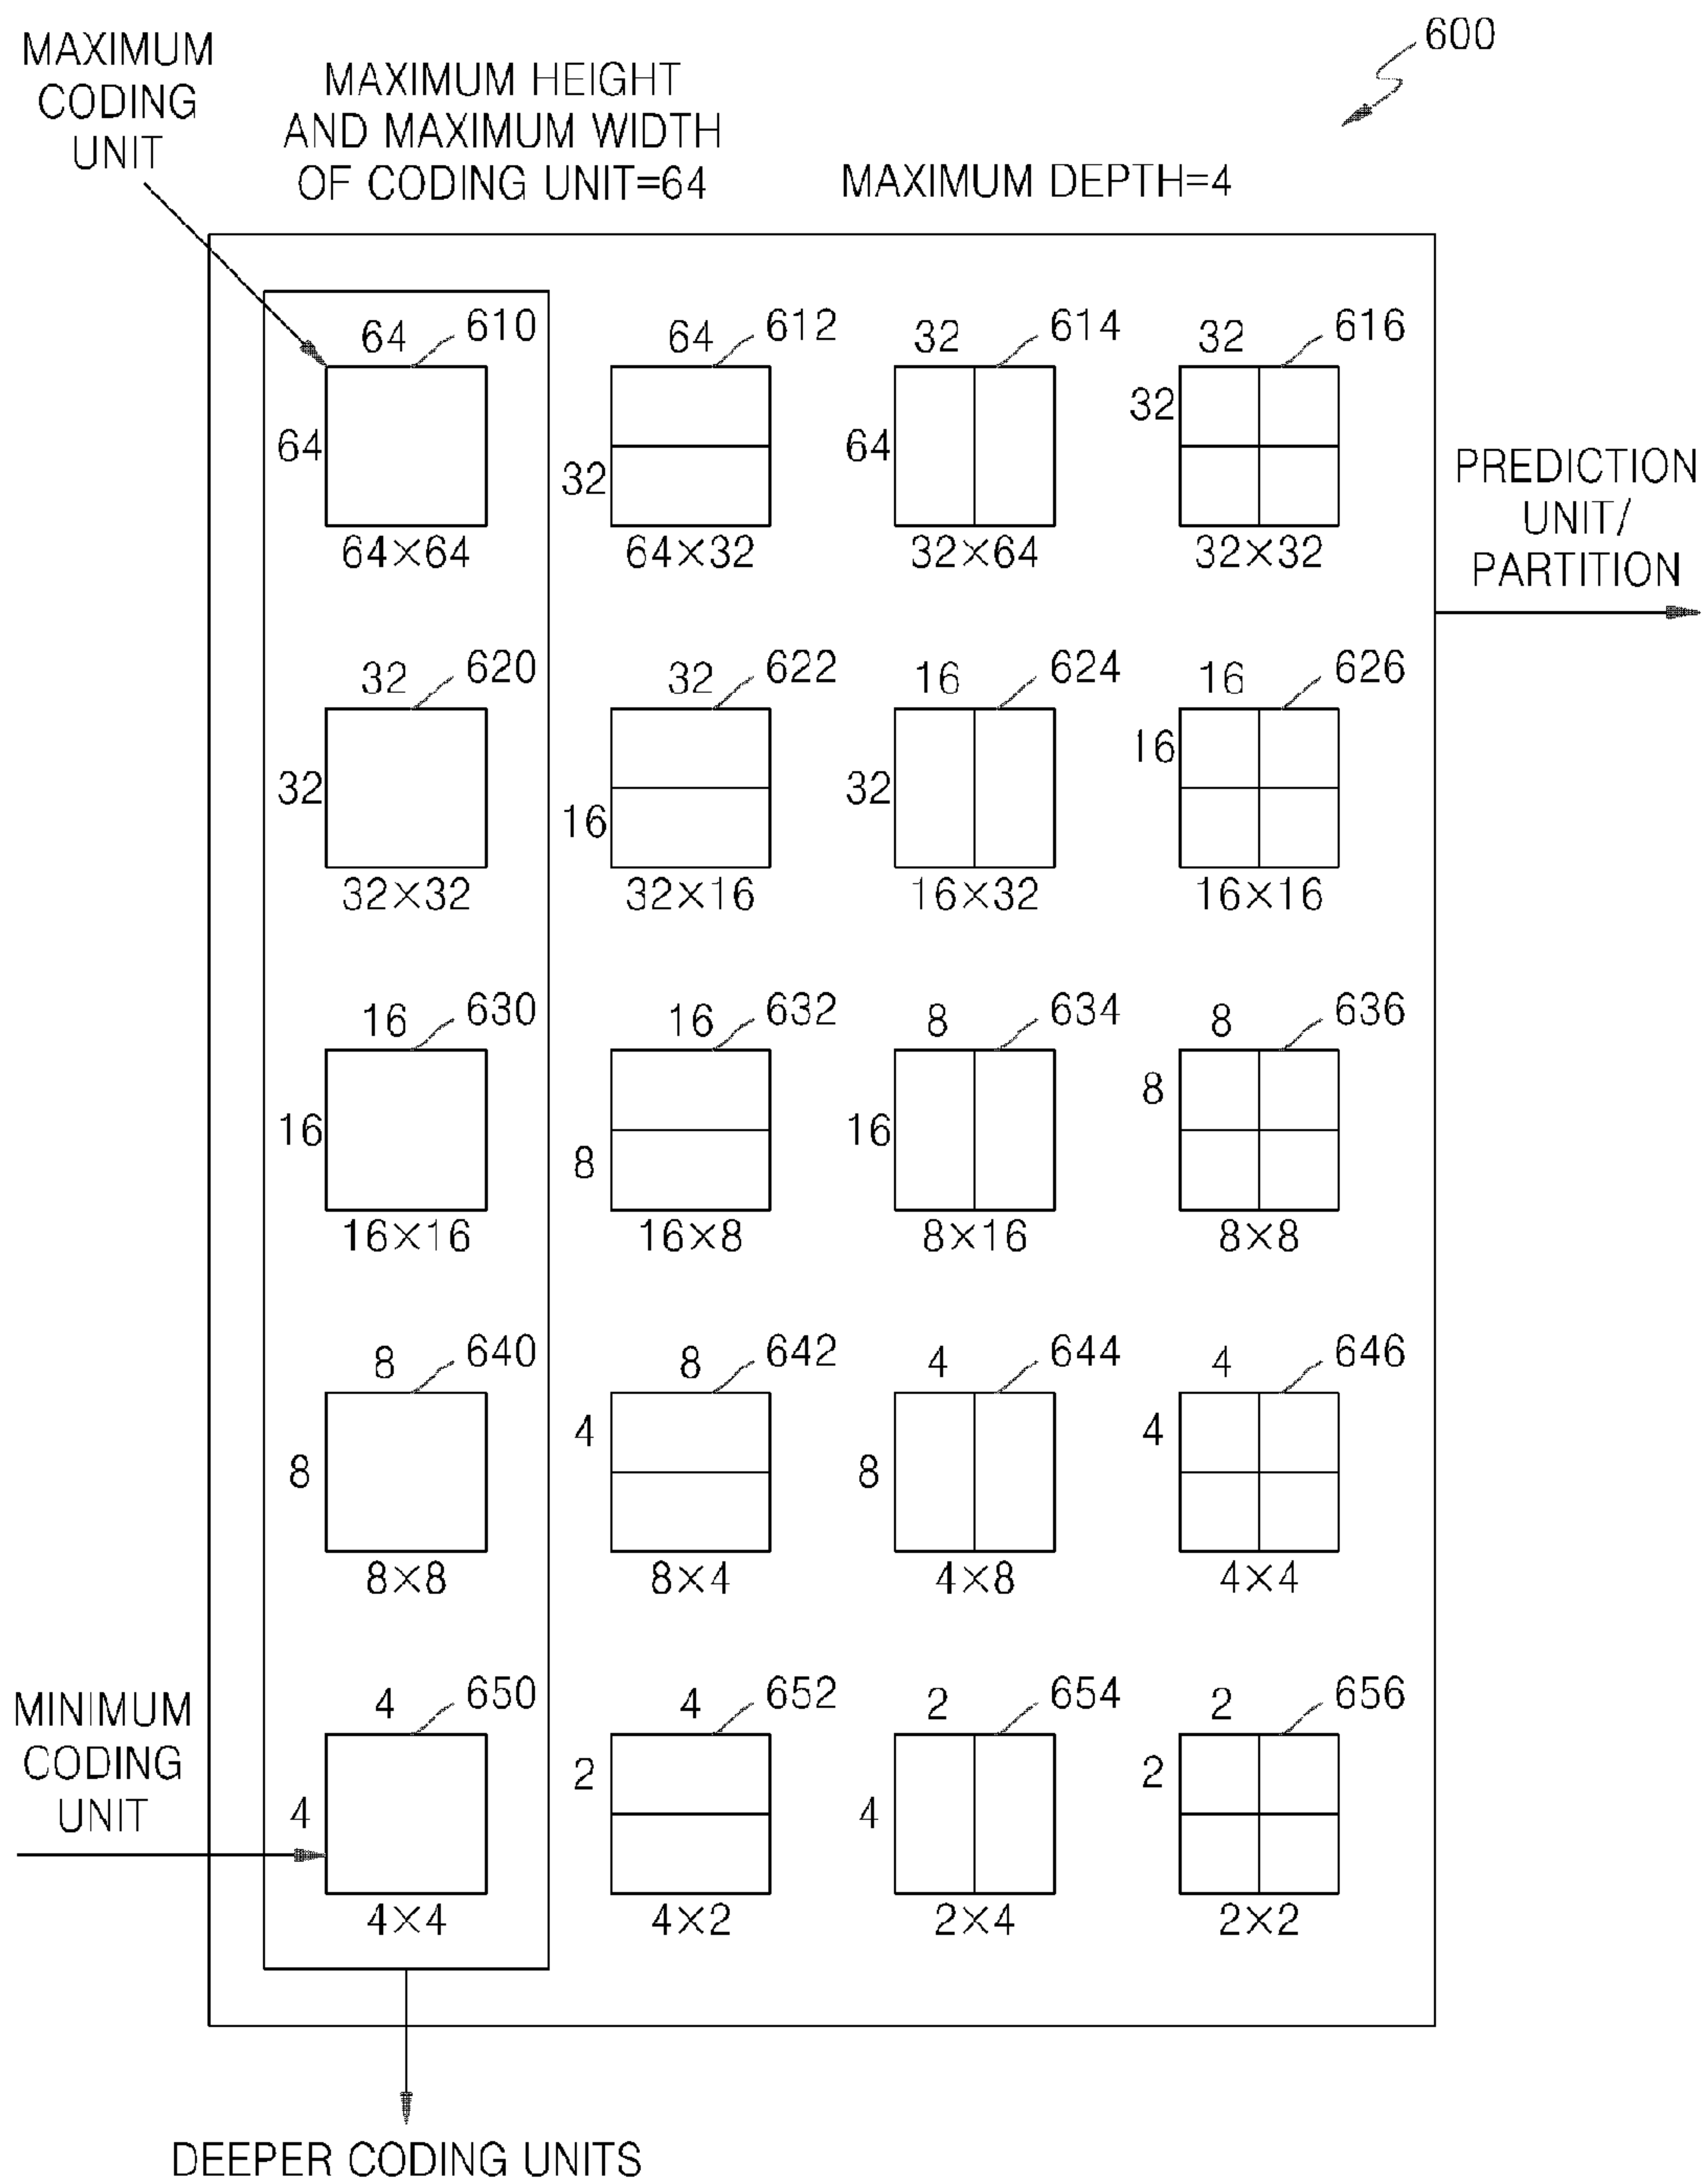 600
MAXIMUM
CODING
UNIT
MAXIMUM HEIGHT
AND MAXIMUM WIDTH
OF CODING UNIT=64
MAXIMUM DEPTH=4
64 610 64 612 32 614 32 616
64 32 64 32
64×64 64×32 32×64 32×32
PREDICTION
UNIT/
PARTITION
32 620 32 622 16 624 16 626
32 16 32 16
32×32 32×16 16×32 16×16
16 630 16 632 8 634 8 636
16 8 16 8
16×16 16×8 8×16 8×8
8 640 8 642 4 644 4 646
8 4 8 4
8×8 8×4 4×8 4×4
MINIMUM
CODING
UNIT
4 650 4 652 2 654 2 656
4 2 4 2
4×4 4×2 2×4 2×2
DEEPER CODING UNITS